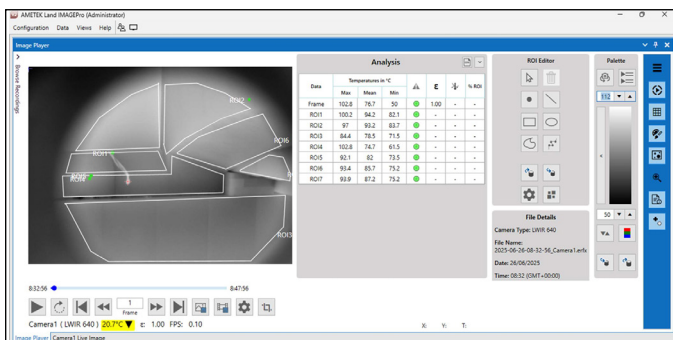 AMETEK Land IMAGEPro (Administrator)
Configuration Data Views Help
Image Player
Browse Recordings
ROI2
ROI6
ROI1
ROI3
8:32:56 8:47:56
1
Frame
Camera1 ( LWIR 640 ) 20.7°C ▼ ε: 1.00 FPS: 0.10
X: Y: T:
Image Player Camera1 Live Image
Analysis
Data Temperatures in °C E % ROI
Max Mean Min
Frame 102.8 76.7 50 1.00 - -
ROI1 100.2 94.2 82.1 - - -
ROI2 97 93.2 83.7 - - -
ROI3 84.4 78.5 71.5 - - -
ROI4 102.8 74.7 61.5 - - -
ROI5 92.1 82 73.5 - - -
ROI6 93.4 85.7 75.2 - - -
ROI7 93.9 87.2 75.2 - - -
ROI Editor
File Details
Camera Type: LWIR 640
File Name:
2025-06-26-08-32-56_Camera1.erfx
Date: 26/06/2025
Time: 08:32 (GMT+00:00)
Palette
112
50